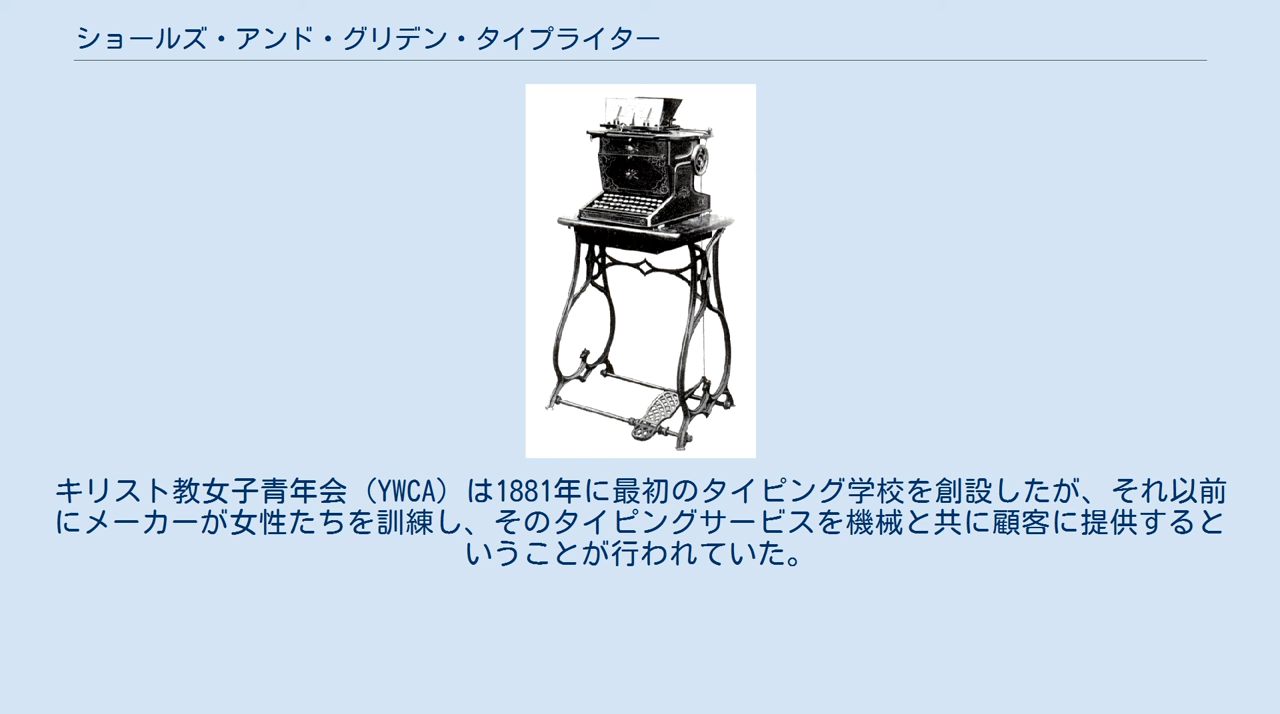 ショールズ・アンド・グリデン・タイプライター
キリスト教女子青年会（YWCA）は1881年に最初のタイピング学校を創設したが、それ以前
にメーカーが女性たちを訓練し、そのタイピングサービスを機械と共に顧客に提供すると
いうことが行われていた。